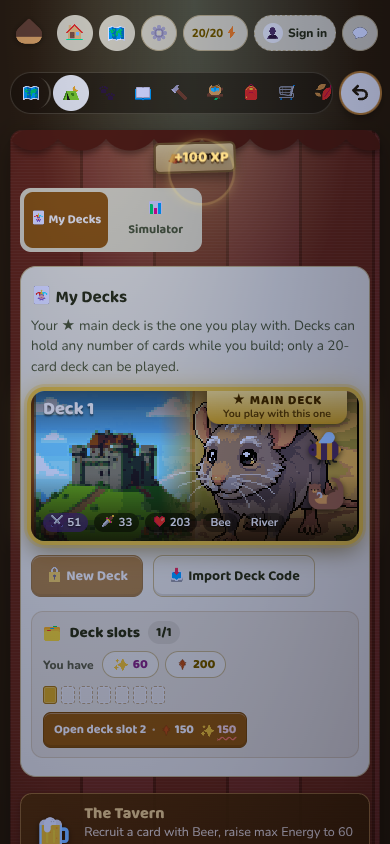 20/20
Sign in
+100 XP
My Decks
Simulator
My Decks
Your ★ main deck is the one you play with. Decks can
hold any number of cards while you build; only a 20-
card deck can be played.
Deck 1
★ MAIN DECK
You play with this one
51
33
203
Bee
River
New Deck
Import Deck Code
Deck slots
1/1
You have
60
200
Open deck slot 2 · 150 150
The Tavern
Recruit a card with Beer, raise max Energy to 60